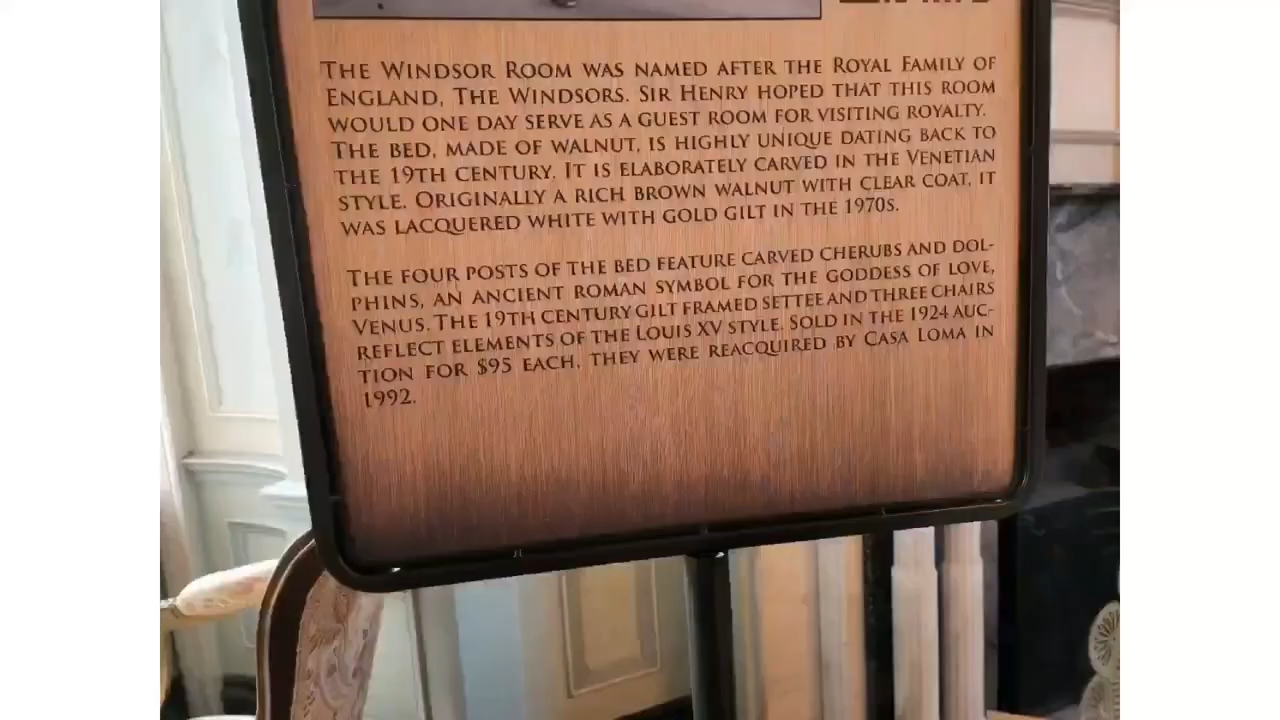 THE WINDSOR ROOM WAS NAMED AFTER THE ROYAL FAMILY OF
ENGLAND, THE WINDSORS. SIR HENRY HOPED THAT THIS ROOM
WOULD ONE DAY SERVE AS A GUEST ROOM FOR VISITING ROYALTY.
THE BED, MADE OF WALNUT, IS HIGHLY UNIQUE DATING BACK TO
THE 19TH CENTURY. IT IS ELABORATELY CARVED IN THE VENETIAN
STYLE. ORIGINALLY A RICH BROWN WALNUT WITH CLEAR COAT, IT
WAS LACQUERED WHITE WITH GOLD GILT IN THE 1970S.
THE FOUR POSTS OF THE BED FEATURE CARVED CHERUBS AND DOL-
PHINS, AN ANCIENT ROMAN SYMBOL FOR THE GODDESS OF LOVE,
VENUS. THE 19TH CENTURY GILT FRAMED SETTEE AND THREE CHAIRS
REFLECT ELEMENTS OF THE LOUIS XV STYLE. SOLD IN THE 1924 AUC-
TION FOR $95 EACH, THEY WERE REACQUIRED BY CASA LOMA IN
1992.